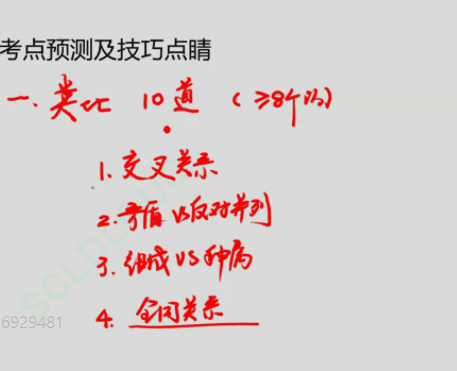 考点预测及技巧点睛
一. 类比 10道 (≥8个对)
1. 交叉关系
2. 矛盾 VS 反对并列
3. 组成 VS 种属
4. 全同关系
6929481